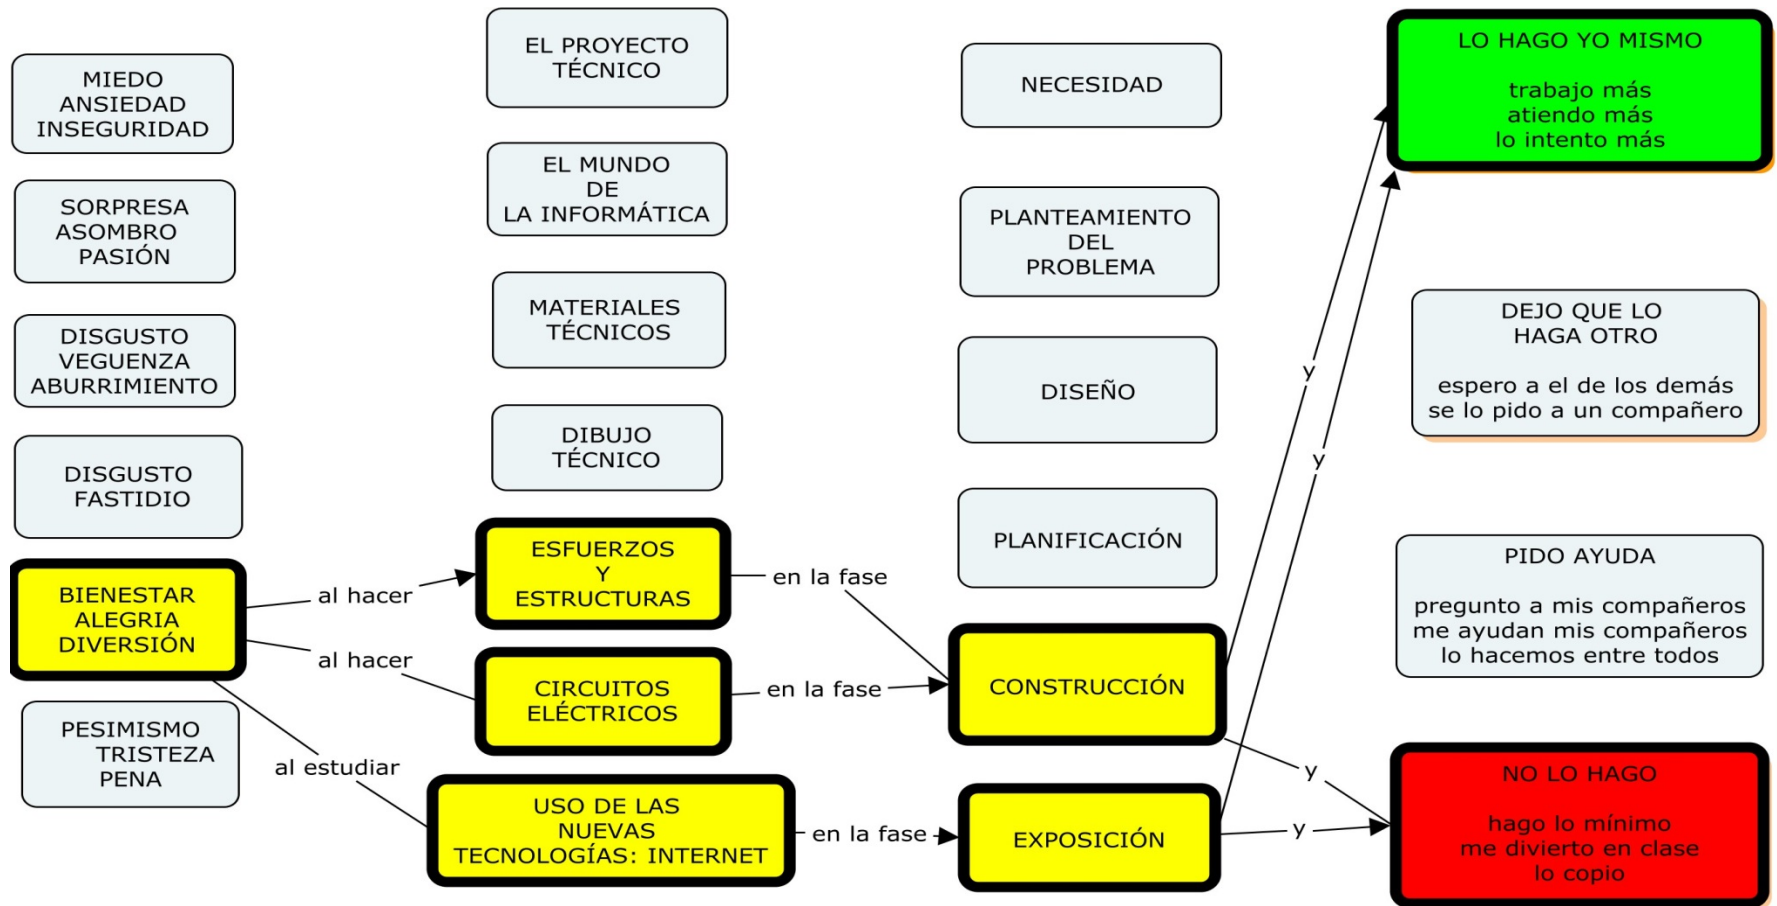 MIEDO
ANSIEDAD
INSEGURIDAD
SORPRESA
ASOMBRO
PASIÓN
DISGUSTO
VEGUENZA
ABURRIMIENTO
DISGUSTO
FASTIDIO
BIENESTAR
ALEGRIA
DIVERSIÓN
PESIMISMO
TRISTEZA
PENA
al hacer
al hacer
al estudiar
EL PROYECTO
TÉCNICO
EL MUNDO
DE
LA INFORMÁTICA
MATERIALES
TÉCNICOS
DIBUJO
TÉCNICO
ESFUERZOS
Y
ESTRUCTURAS
CIRCUITOS
ELÉCTRICOS
USO DE LAS
NUEVAS
TECNOLOGÍAS: INTERNET
en la fase
en la fase
en la fase
NECESIDAD
PLANTEAMIENTO
DEL
PROBLEMA
DISEÑO
PLANIFICACIÓN
CONSTRUCCIÓN
EXPOSICIÓN
y
y
y
y
LO HAGO YO MISMO
trabajo más
atiendo más
lo intento más
DEJO QUE LO
HAGA OTRO
espero a el de los demás
se lo pido a un compañero
PIDO AYUDA
pregunto a mis compañeros
me ayudan mis compañeros
lo hacemos entre todos
NO LO HAGO
hago lo mínimo
me divierto en clase
lo copio